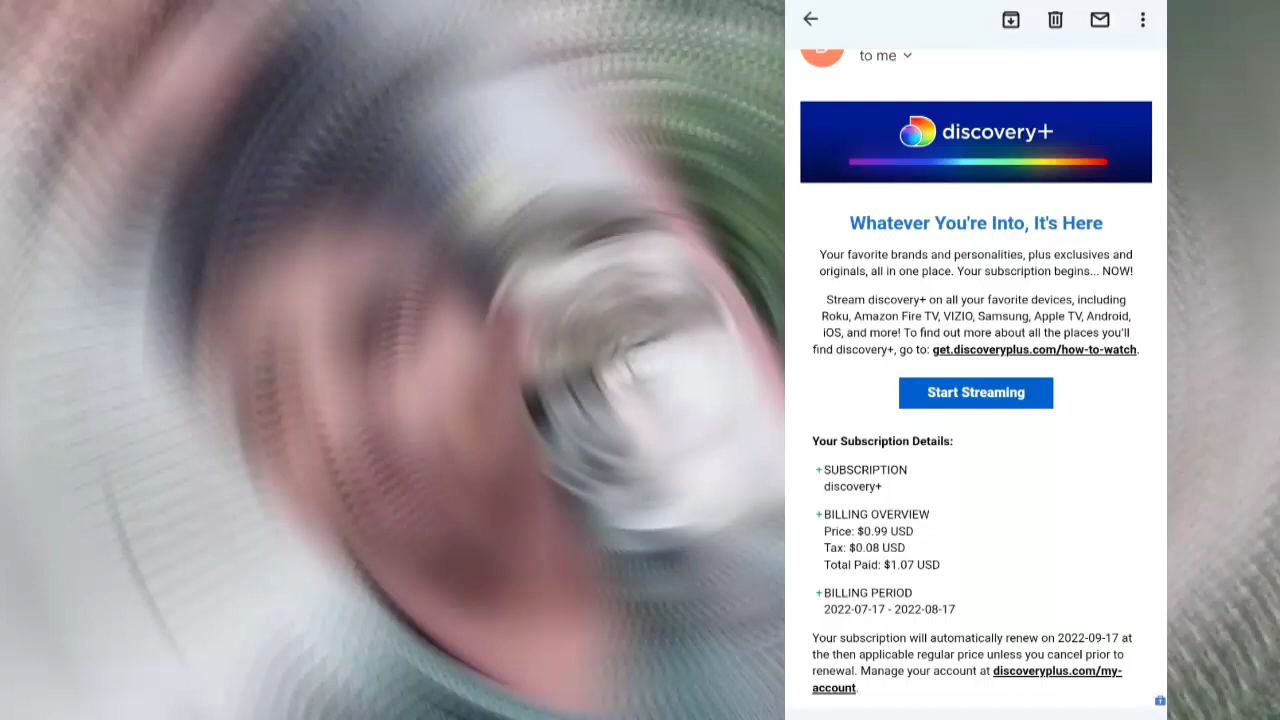 to me
discovery+
Whatever You're Into, It's Here
Your favorite brands and personalities, plus exclusives and
originals, all in one place. Your subscription begins... NOW!
Stream discovery+ on all your favorite devices, including
Roku, Amazon Fire TV, VIZIO, Samsung, Apple TV, Android,
iOS, and more! To find out more about all the places you'll
find discovery+, go to: get.discoveryplus.com/how-to-watch.
Start Streaming
Your Subscription Details:
+SUBSCRIPTION
discovery+
+BILLING OVERVIEW
Price: $0.99 USD
Tax: $0.08 USD
Total Paid: $1.07 USD
+BILLING PERIOD
2022-07-17 - 2022-08-17
Your subscription will automatically renew on 2022-09-17 at
the then applicable regular price unless you cancel prior to
renewal. Manage your account at discoveryplus.com/my-
account.